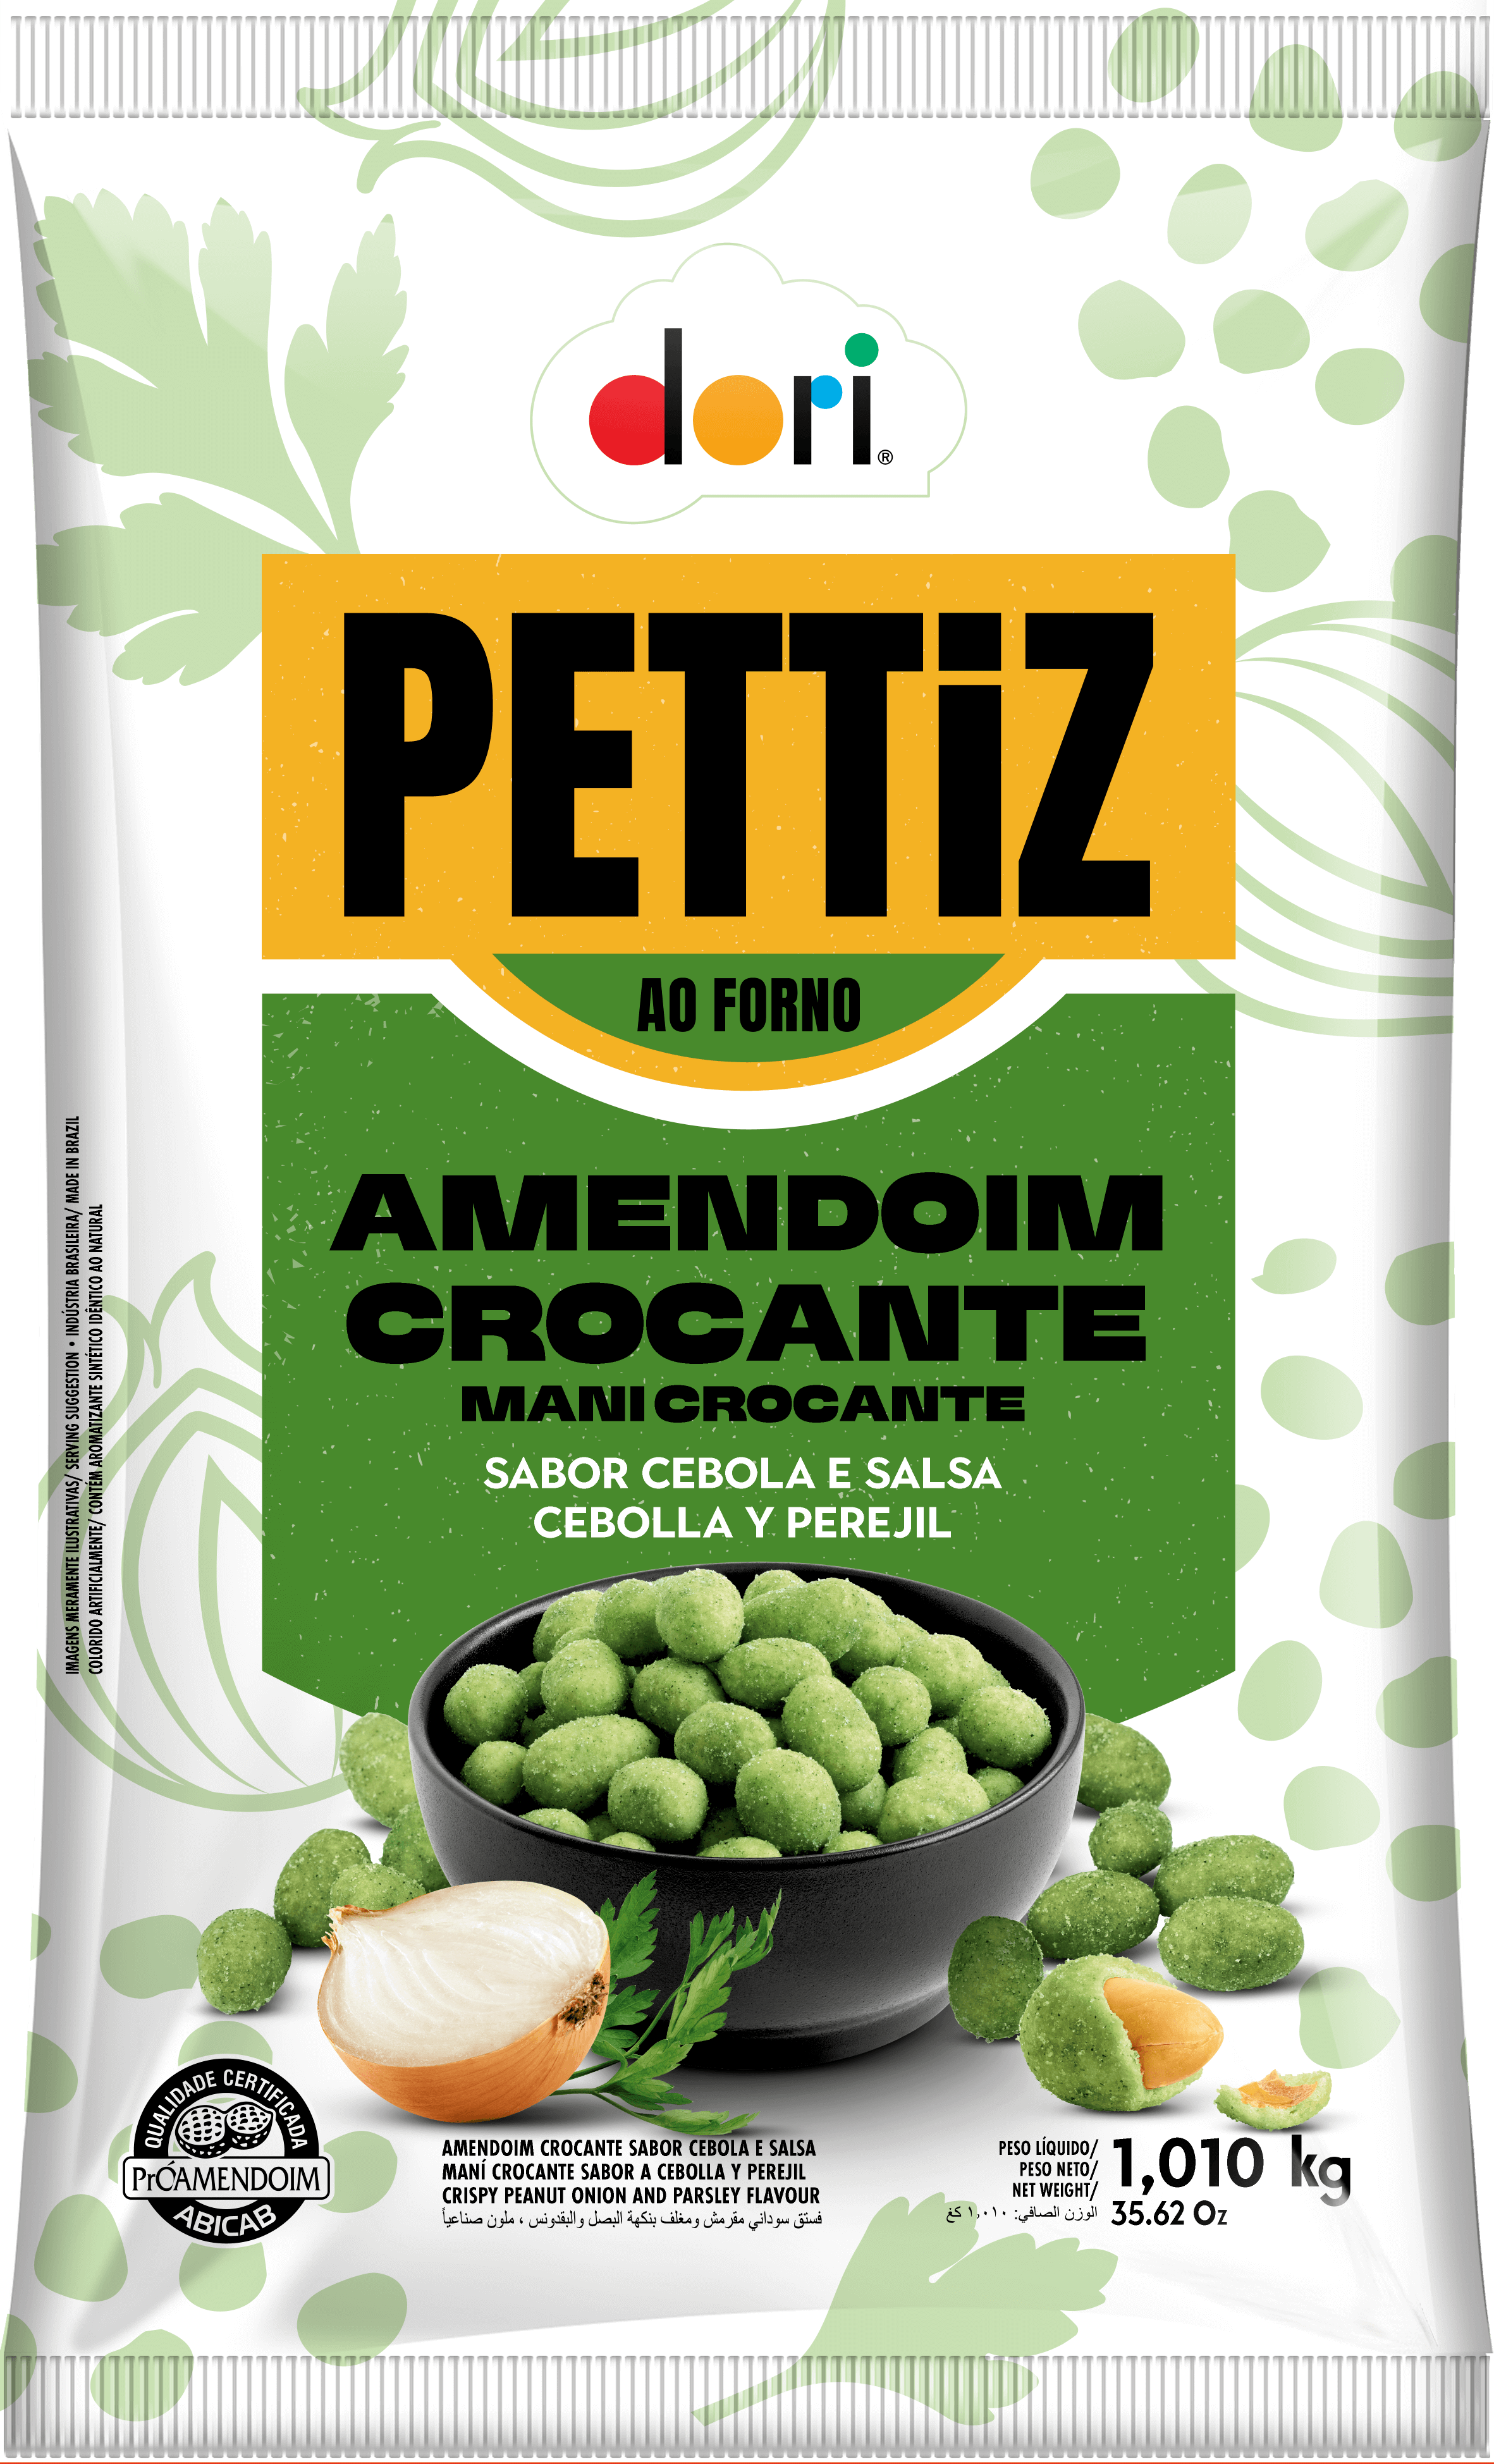 dori®
PETTiZ
AO FORNO
AMENDOIM
CROCANTE
MANI CROCANTE
SABOR CEBOLA E SALSA
CEBOLLA Y PEREJIL
IMAGENS MERAMENTE ILUSTRATIVAS/ SERVING SUGGESTION • INDÚSTRIA BRASILEIRA/ MADE IN BRAZIL
COLORIDO ARTIFICIALMENTE/ CONTÉM AROMATIZANTE SINTÉTICO IDÊNTICO AO NATURAL
QUALIDADE CERTIFICADA
PrÓAMENDOIM
ABICAB
AMENDOIM CROCANTE SABOR CEBOLA E SALSA
MANÍ CROCANTE SABOR A CEBOLLA Y PEREJIL
CRISPY PEANUT ONION AND PARSLEY FLAVOUR
فستق سوداني مقرمش ومغلف بنكهة البصل والبقدونس ، ملون صناعياً
PESO LÍQUIDO/
PESO NETO/
NET WEIGHT/
الوزن الصافي: ١,٠١٠ كغ
1,010 kg
35.62 Oz